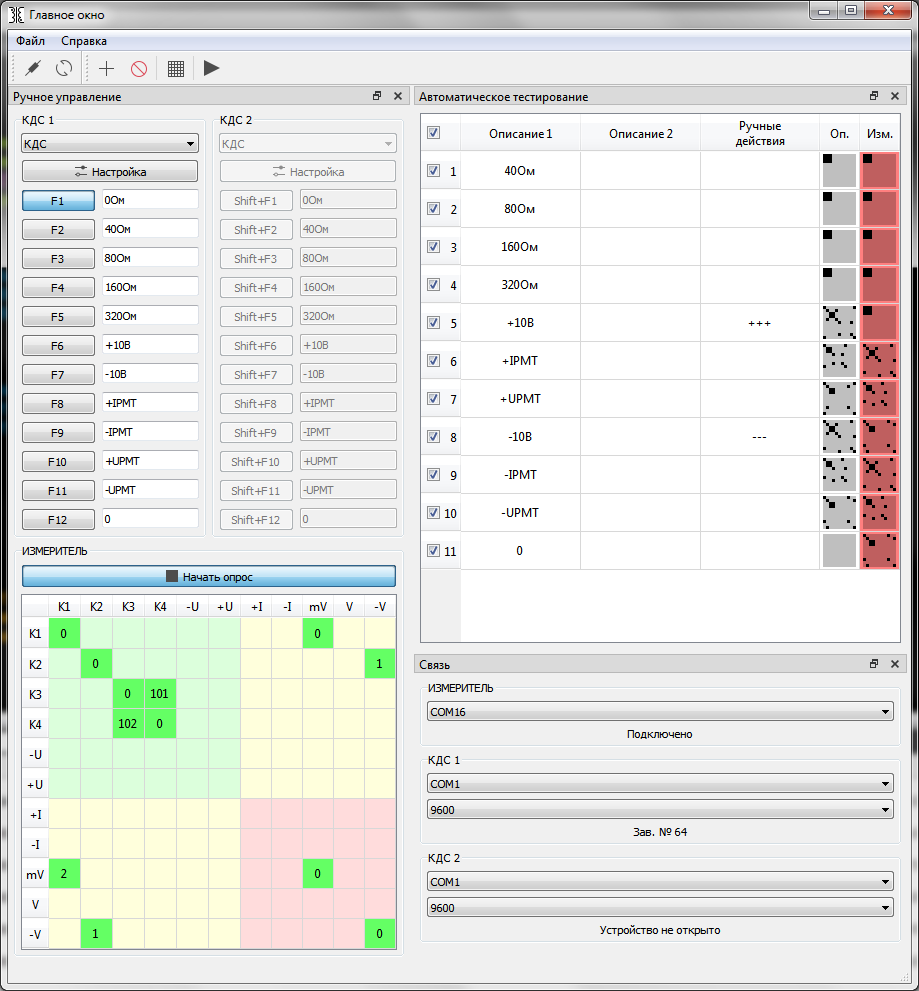 Главное окно
Файл Справка
Ручное управление
КДС 1
КДС
Настройка
F1 0Ом
F2 40Ом
F3 80Ом
F4 160Ом
F5 320Ом
F6 +10В
F7 -10В
F8 +IPMT
F9 -IPMT
F10 +UPMT
F11 -UPMT
F12 0
КДС 2
КДС
Настройка
Shift+F1 0Ом
Shift+F2 40Ом
Shift+F3 80Ом
Shift+F4 160Ом
Shift+F5 320Ом
Shift+F6 +10В
Shift+F7 -10В
Shift+F8 +IPMT
Shift+F9 -IPMT
Shift+F10 +UPMT
Shift+F11 -UPMT
Shift+F12 0
ИЗМЕРИТЕЛЬ
Начать опрос
K1 K2 K3 K4 -U +U +I -I mV V -V
K1 0 0
K2 0 1
K3 0 101
K4 102 0
-U
+U
+I
-I
mV 2 0
V
-V 1 0
Автоматическое тестирование
Описание 1 Описание 2 Ручные действия Оп. Изм.
1 40Ом
2 80Ом
3 160Ом
4 320Ом
5 +10В +++
6 +IPMT
7 +UPMT
8 -10В ---
9 -IPMT
10 -UPMT
11 0
Связь
ИЗМЕРИТЕЛЬ
COM16
Подключено
КДС 1
COM1
9600
Зав. № 64
КДС 2
COM1
9600
Устройство не открыто